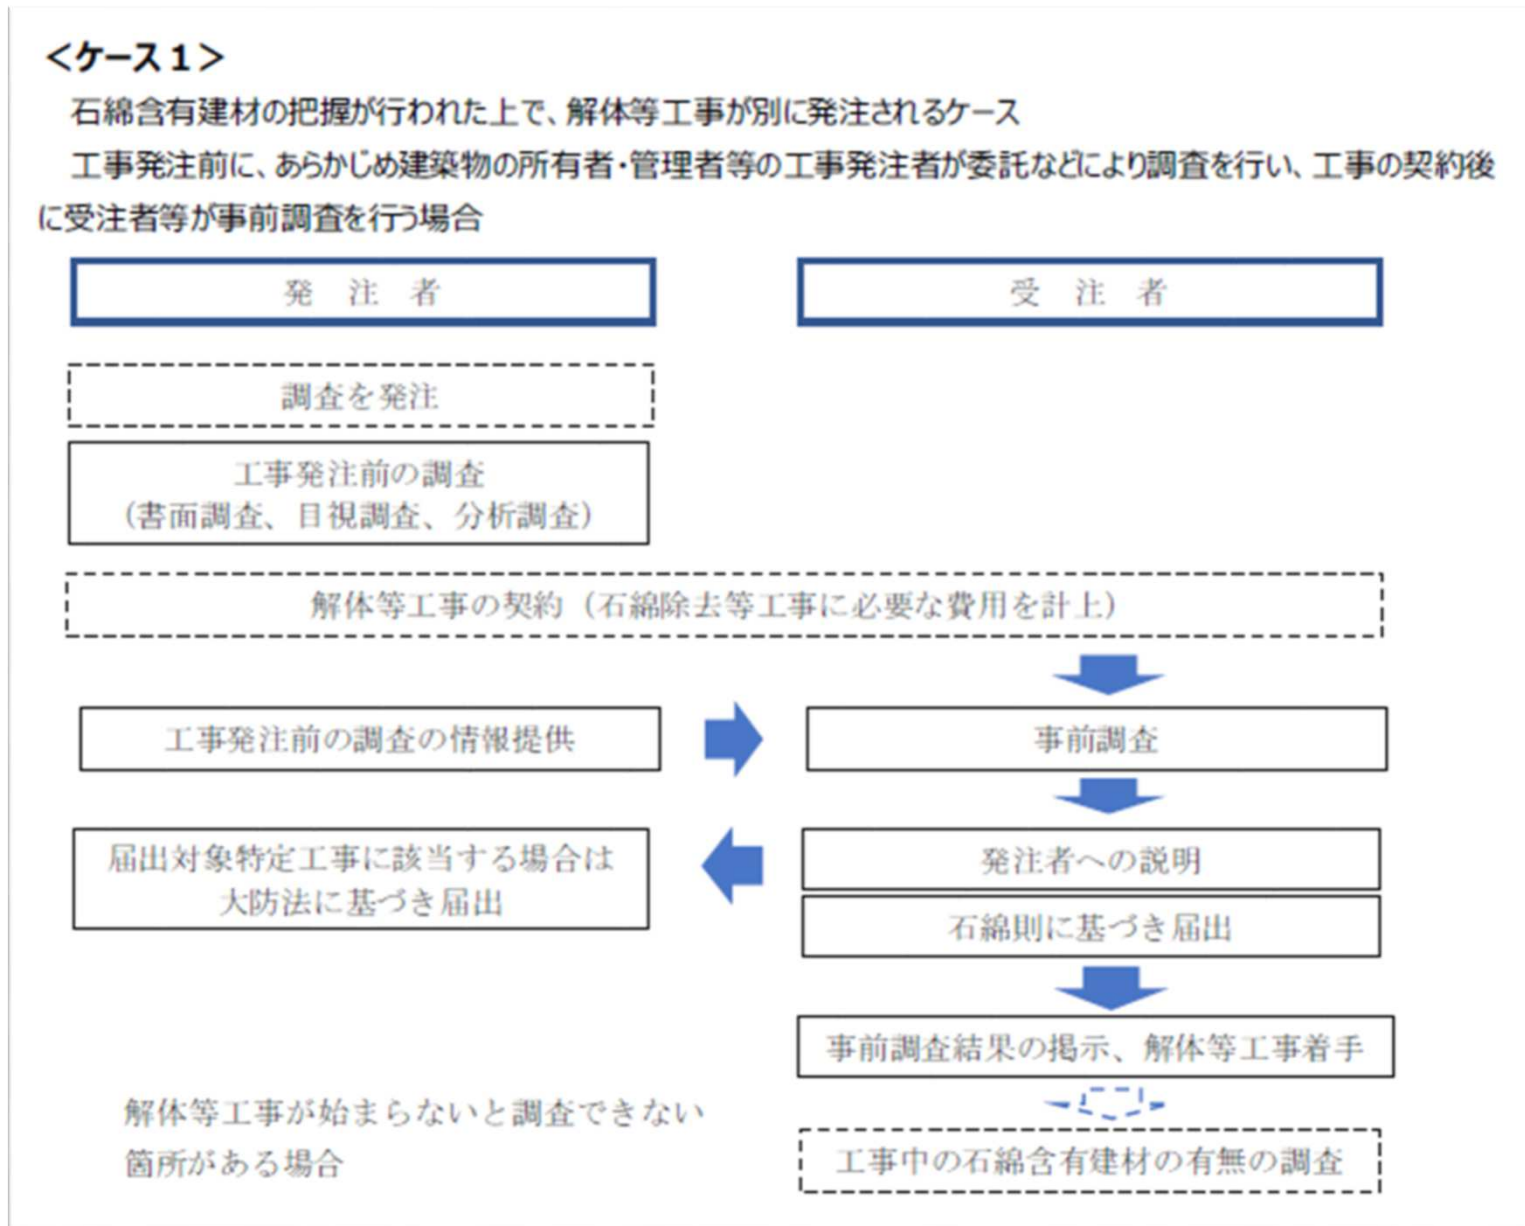 ＜ケース１＞
石綿含有建材の把握が行われた上で、解体等工事が別に発注されるケース
工事発注前に、あらかじめ建築物の所有者・管理者等の工事発注者が委託などにより調査を行い、工事の契約後
に受注者等が事前調査を行う場合
発 注 者
受 注 者
調査を発注
工事発注前の調査
（書面調査、目視調査、分析調査）
解体等工事の契約（石綿除去等工事に必要な費用を計上）
工事発注前の調査の情報提供
事前調査
届出対象特定工事に該当する場合は
大防法に基づき届出
発注者への説明
石綿則に基づき届出
事前調査結果の掲示、解体等工事着手
解体等工事が始まらないと調査できない
箇所がある場合
工事中の石綿含有建材の有無の調査